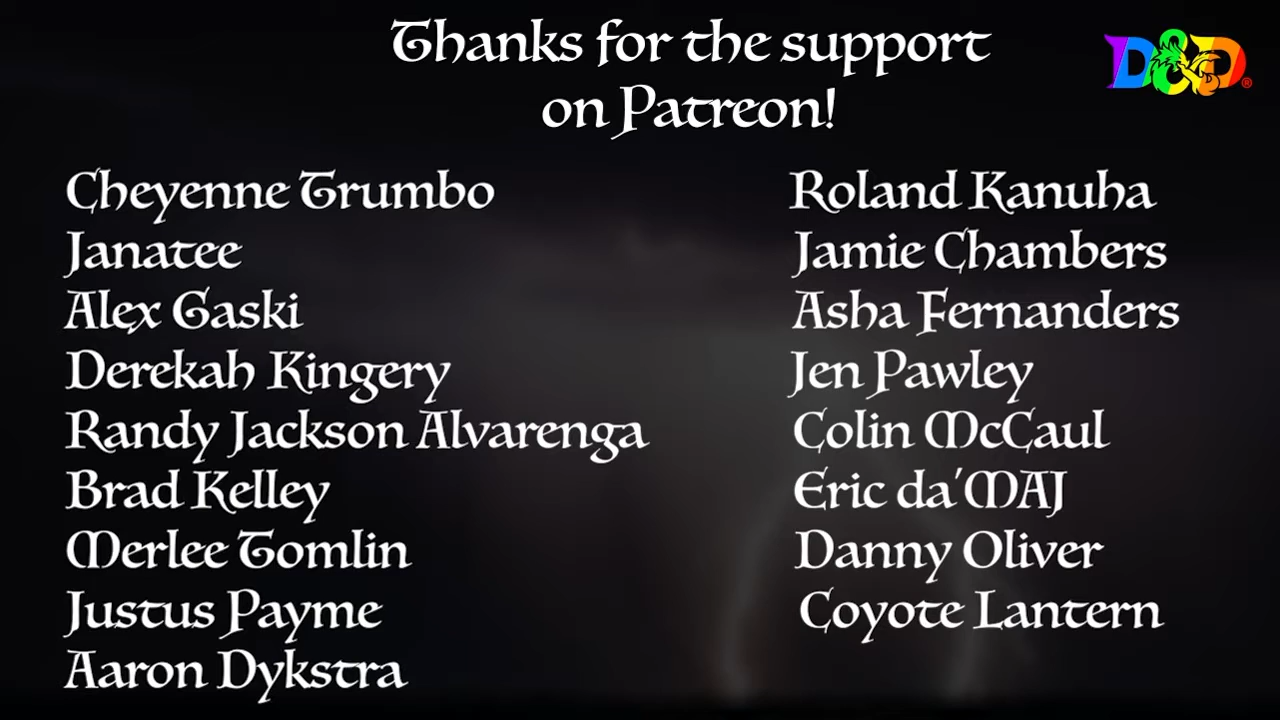 Thanks for the support
on Patreon!
D&D®
Cheyenne Trumbo
Janatee
Alex Gaski
Derekah Kingery
Randy Jackson Alvarenga
Brad Kelley
Merlee Tomlin
Justus Payme
Aaron Dykstra
Roland Kanuha
Jamie Chambers
Asha Fernanders
Jen Pawley
Colin McCaul
Eric da'MAJ
Danny Oliver
Coyote Lantern